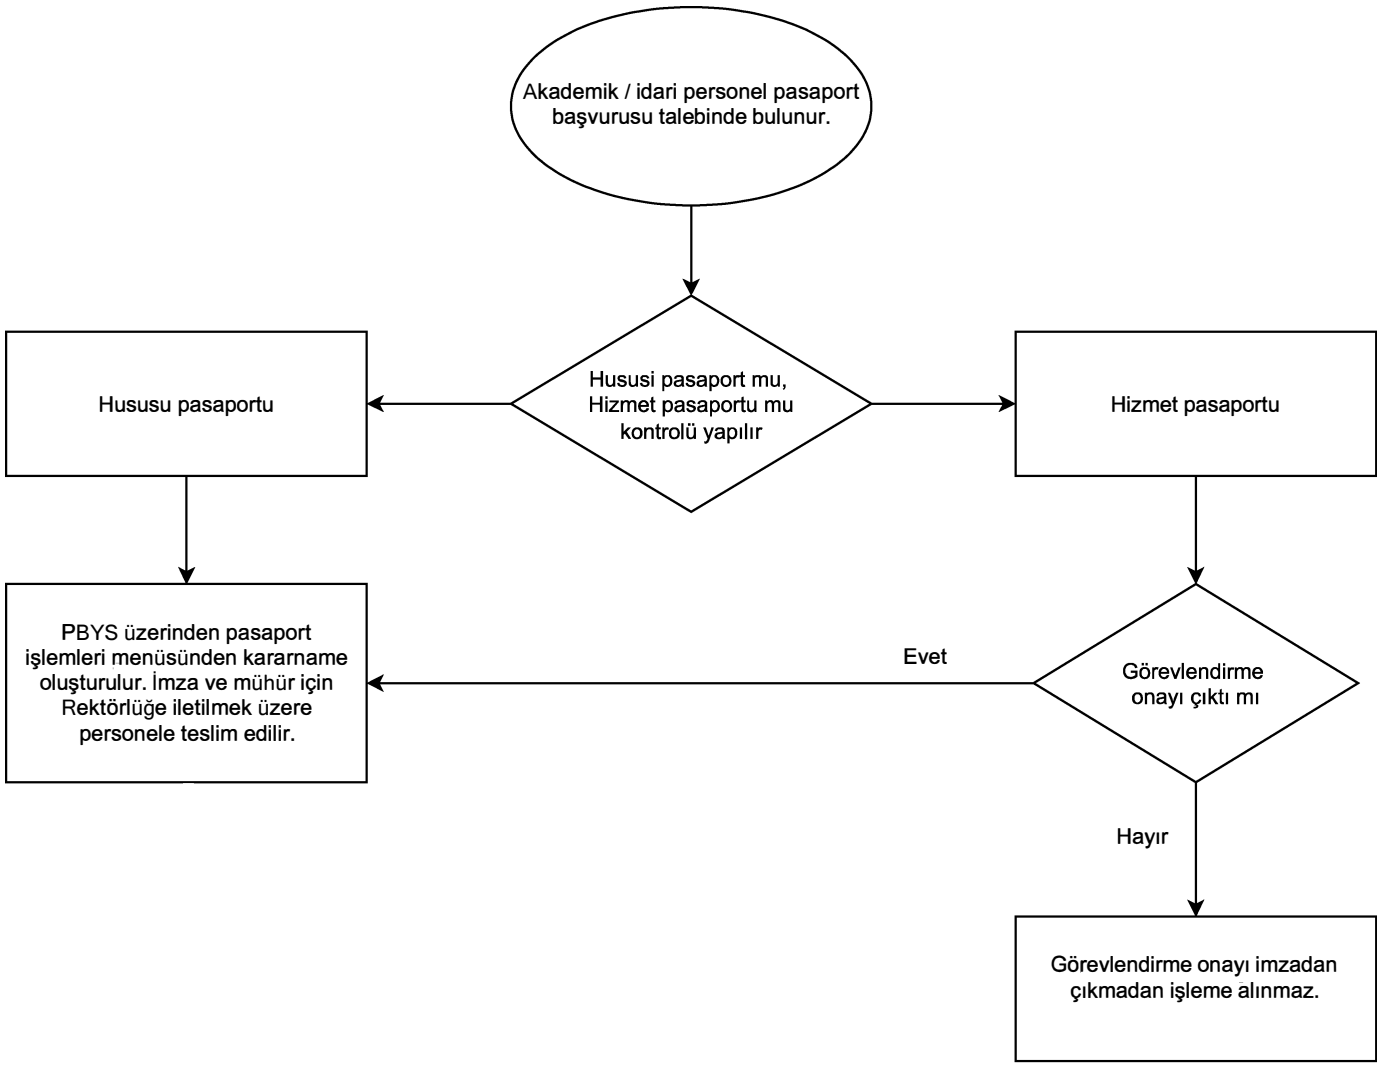 Akademik / idari personel pasaport
başvurusu talebinde bulunur.
Hususi pasaport mu,
Hizmet pasaportu mu
kontrolü yapılır
Hususu pasaportu
Hizmet pasaportu
PBYS üzerinden pasaport
işlemleri menüsünden kararname
oluşturulur. İmza ve mühür için
Rektörlüğe iletilmek üzere
personele teslim edilir.
Evet
Görevlendirme
onayı çıktı mı
Hayır
Görevlendirme onayı imzadan
çıkmadan işleme alınmaz.